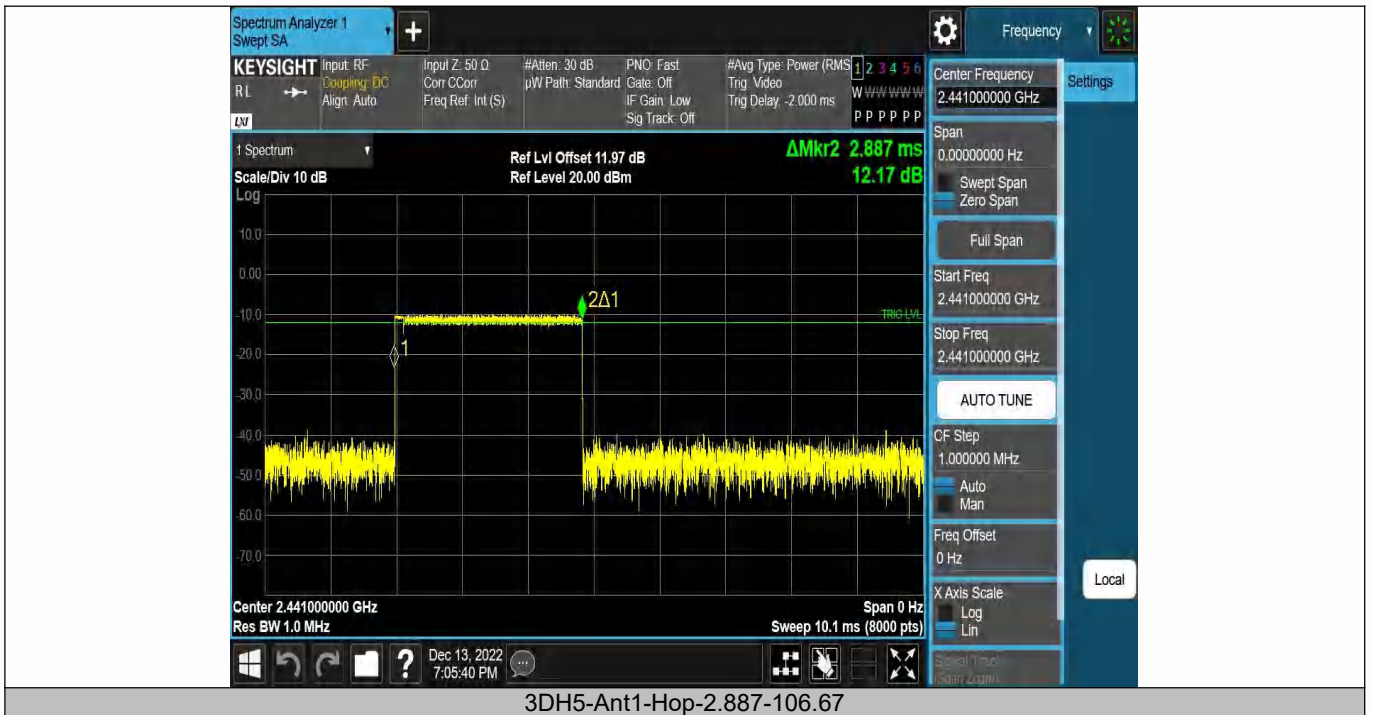 Spectrum Analyzer 1
Swept SA
+
Frequency
KEYSIGHT
R L
LXI
Input: RF
Coupling: DC
Align: Auto
Input Z: 50 Ω
Corr CCorr
Freq Ref: Int (S)
#Atten: 30 dB
µW Path: Standard
PNO: Fast
Gate: Off
IF Gain: Low
Sig Track: Off
#Avg Type: Power (RMS
Trig: Video
Trig Delay: -2.000 ms
1 2 3 4 5 6
W W W W W W
P P P P P P
Center Frequency
2.441000000 GHz
Settings
Span
0.00000000 Hz
Swept Span
Zero Span
Full Span
Start Freq
2.441000000 GHz
Stop Freq
2.441000000 GHz
AUTO TUNE
CF Step
1.000000 MHz
Auto
Man
Freq Offset
0 Hz
X Axis Scale
Log
Lin
Signal Track
(Span Zoom)
Local
1 Spectrum
Scale/Div 10 dB
Log
Ref Lvl Offset 11.97 dB
Ref Level 20.00 dBm
ΔMkr2 2.887 ms
12.17 dB
10.0
0.00
-10.0
-20.0
-30.0
-40.0
-50.0
-60.0
-70.0
2Δ1
1
TRIG LVL
Center 2.441000000 GHz
Res BW 1.0 MHz
Span 0 Hz
Sweep 10.1 ms (8000 pts)
?
Dec 13, 2022
7:05:40 PM
3DH5-Ant1-Hop-2.887-106.67